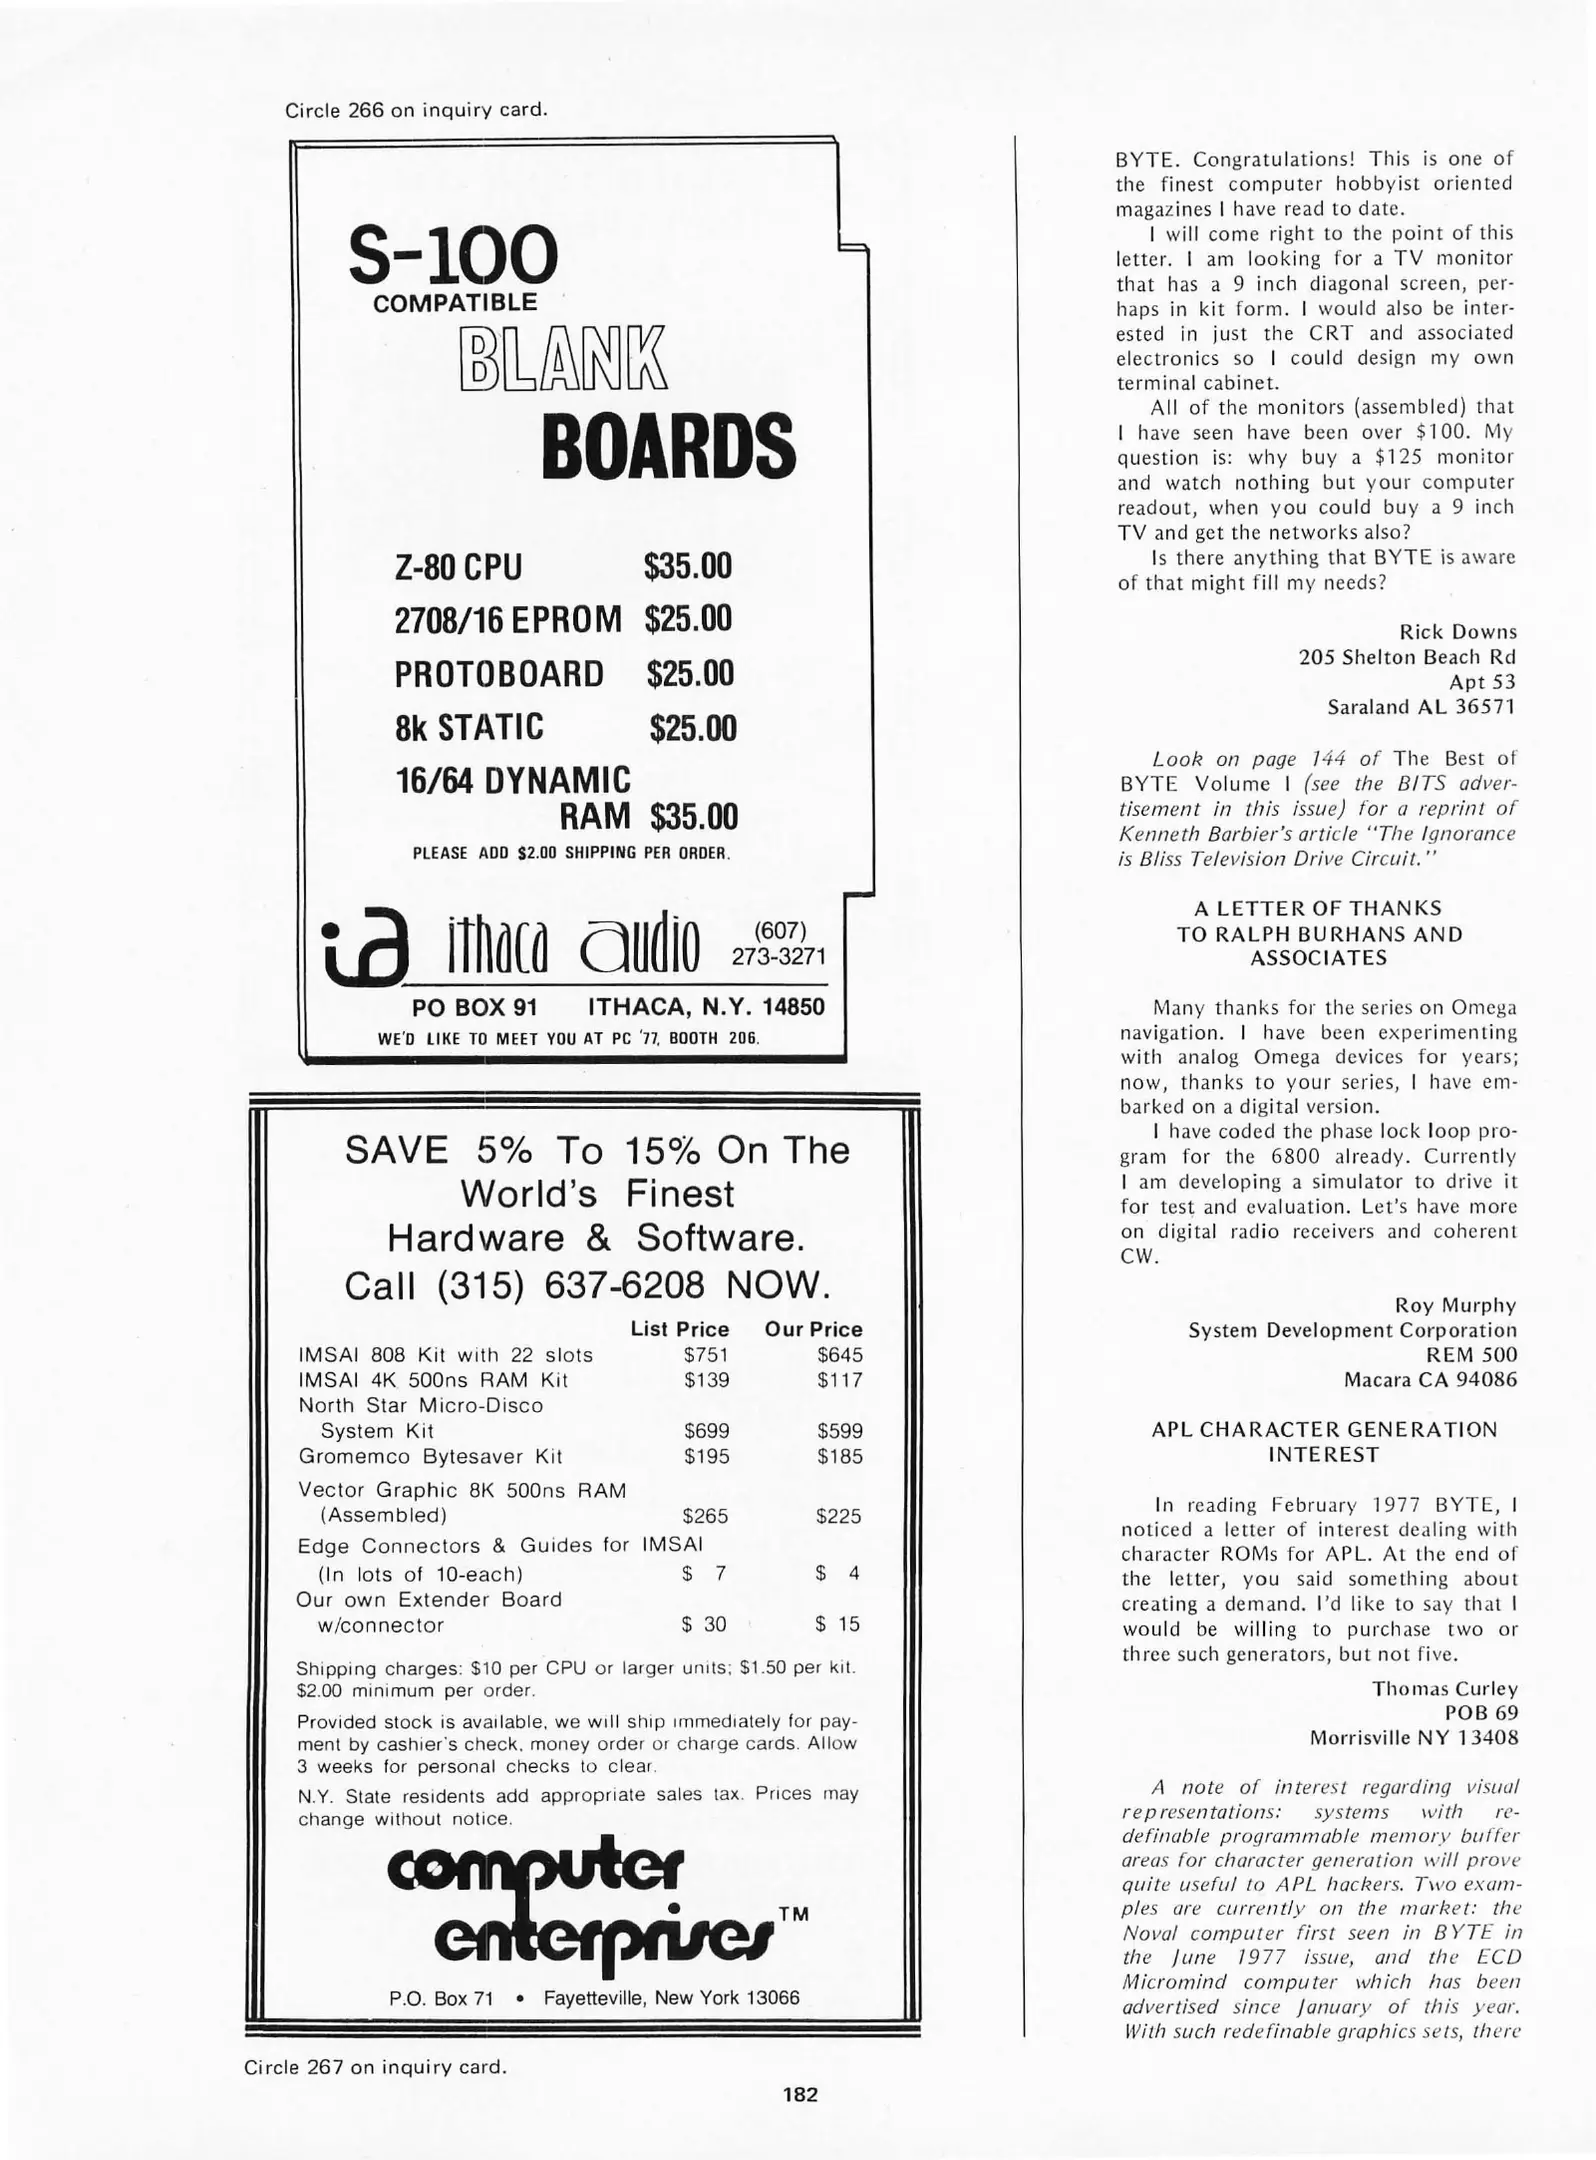 Circle 266 on inquiry card.
S-100
COMPATIBLE
BLANK
BOARDS
Z-80 CPU $35.00
2708/16 EPROM $25.00
PROTOBOARD $25.00
8k STATIC $25.00
16/64 DYNAMIC
RAM $35.00
PLEASE ADD $2.00 SHIPPING PER ORDER.
ia ithaca audio (607)
273-3271
PO BOX 91 ITHACA, N.Y. 14850
WE'D LIKE TO MEET YOU AT PC '77, BOOTH 206.
SAVE 5% To 15% On The
World's Finest
Hardware & Software.
Call (315) 637-6208 NOW.
List Price Our Price
IMSAI 808 Kit with 22 slots $751 $645
IMSAI 4K 500ns RAM Kit $139 $117
North Star Micro-Disco
System Kit $699 $599
Gromemco Bytesaver Kit $195 $185
Vector Graphic 8K 500ns RAM
(Assembled) $265 $225
Edge Connectors & Guides for IMSAI
(In lots of 10-each) $ 7 $ 4
Our own Extender Board
w/connector $ 30 $ 15
Shipping charges: $10 per CPU or larger units; $1.50 per kit.
$2.00 minimum per order.
Provided stock is available, we will ship immediately for pay-
ment by cashier's check, money order or charge cards. Allow
3 weeks for personal checks to clear.
N.Y. State residents add appropriate sales tax. Prices may
change without notice.
computer
enterprises™
P.O. Box 71 • Fayetteville, New York 13066
Circle 267 on inquiry card.
BYTE. Congratulations! This is one of
the finest computer hobbyist oriented
magazines I have read to date.
I will come right to the point of this
letter. I am looking for a TV monitor
that has a 9 inch diagonal screen, per-
haps in kit form. I would also be inter-
ested in just the CRT and associated
electronics so I could design my own
terminal cabinet.
All of the monitors (assembled) that
I have seen have been over $100. My
question is: why buy a $125 monitor
and watch nothing but your computer
readout, when you could buy a 9 inch
TV and get the networks also?
Is there anything that BYTE is aware
of that might fill my needs?
Rick Downs
205 Shelton Beach Rd
Apt 53
Saraland AL 36571
Look on page 144 of The Best of
BYTE Volume I (see the BITS adver-
tisement in this issue) for a reprint of
Kenneth Barbier's article "The Ignorance
is Bliss Television Drive Circuit."
A LETTER OF THANKS
TO RALPH BURHANS AND
ASSOCIATES
Many thanks for the series on Omega
navigation. I have been experimenting
with analog Omega devices for years;
now, thanks to your series, I have em-
barked on a digital version.
I have coded the phase lock loop pro-
gram for the 6800 already. Currently
I am developing a simulator to drive it
for test and evaluation. Let's have more
on digital radio receivers and coherent
CW.
Roy Murphy
System Development Corporation
REM 500
Macara CA 94086
APL CHARACTER GENERATION
INTEREST
In reading February 1977 BYTE, I
noticed a letter of interest dealing with
character ROMs for APL. At the end of
the letter, you said something about
creating a demand. I'd like to say that I
would be willing to purchase two or
three such generators, but not five.
Thomas Curley
POB 69
Morrisville NY 13408
A note of interest regarding visual
representations: systems with re-
definable programmable memory buffer
areas for character generation will prove
quite useful to APL hackers. Two exam-
ples are currently on the market: the
Noval computer first seen in BYTE in
the June 1977 issue, and the ECD
Micromind computer which has been
advertised since January of this year.
With such redefinable graphics sets, there
182